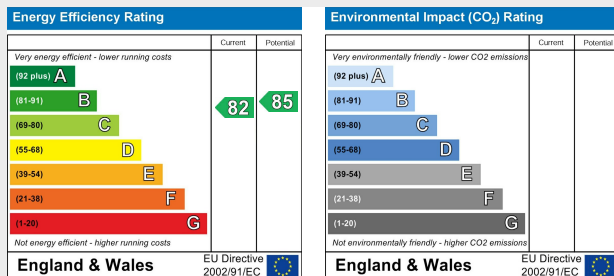 Energy Efficiency Rating
Current Potential
Very energy efficient - lower running costs
(92 plus) A
(81-91) B
82 85
(69-80) C
(55-68) D
(39-54) E
(21-38) F
(1-20) G
Not energy efficient - higher running costs
England & Wales
EU Directive
2002/91/EC
Environmental Impact (CO₂) Rating
Current Potential
Very environmentally friendly - lower CO2 emissions
(92 plus) A
(81-91) B
(69-80) C
(55-68) D
(39-54) E
(21-38) F
(1-20) G
Not environmentally friendly - higher CO2 emissions
England & Wales
EU Directive
2002/91/EC